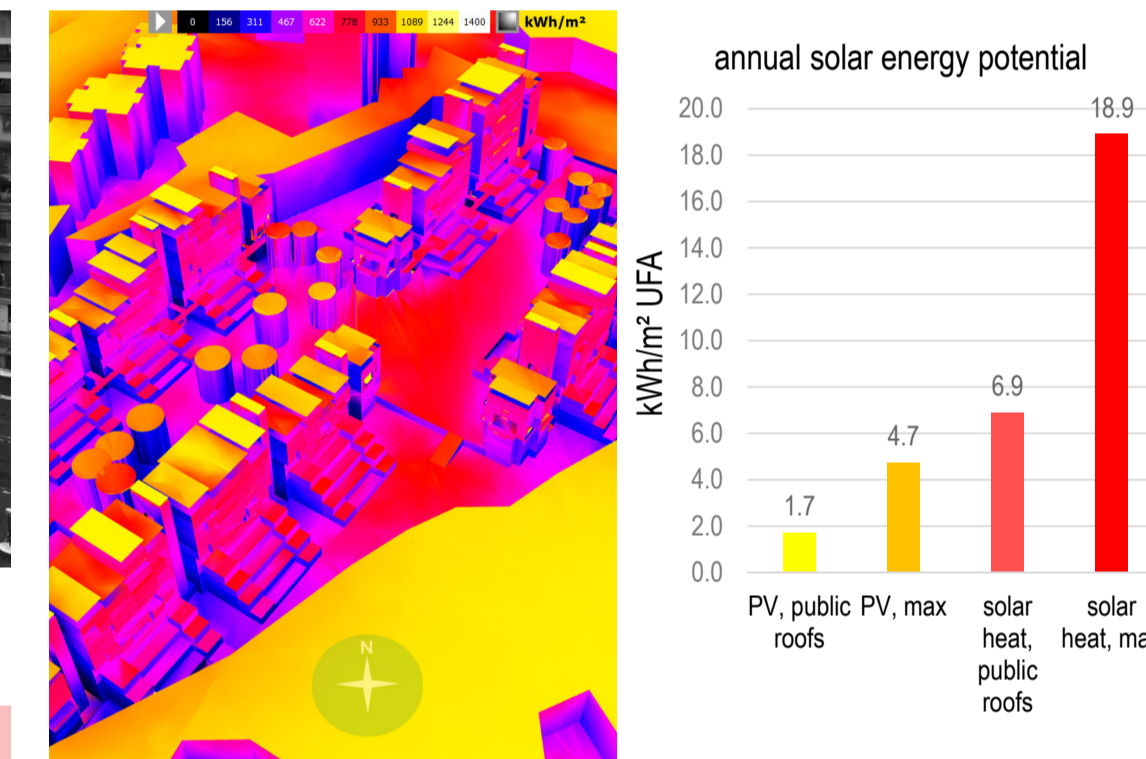 0 156 311 467 622 778 933 1089 1244 1400 kWh/m²
N
annual solar energy potential
kWh/m² UFA
20.0
18.0
16.0
14.0
12.0
10.0
8.0
6.0
4.0
2.0
0.0
1.7
4.7
6.9
18.9
PV, public
roofs
PV, max
solar
heat,
public
roofs
solar
heat, ma